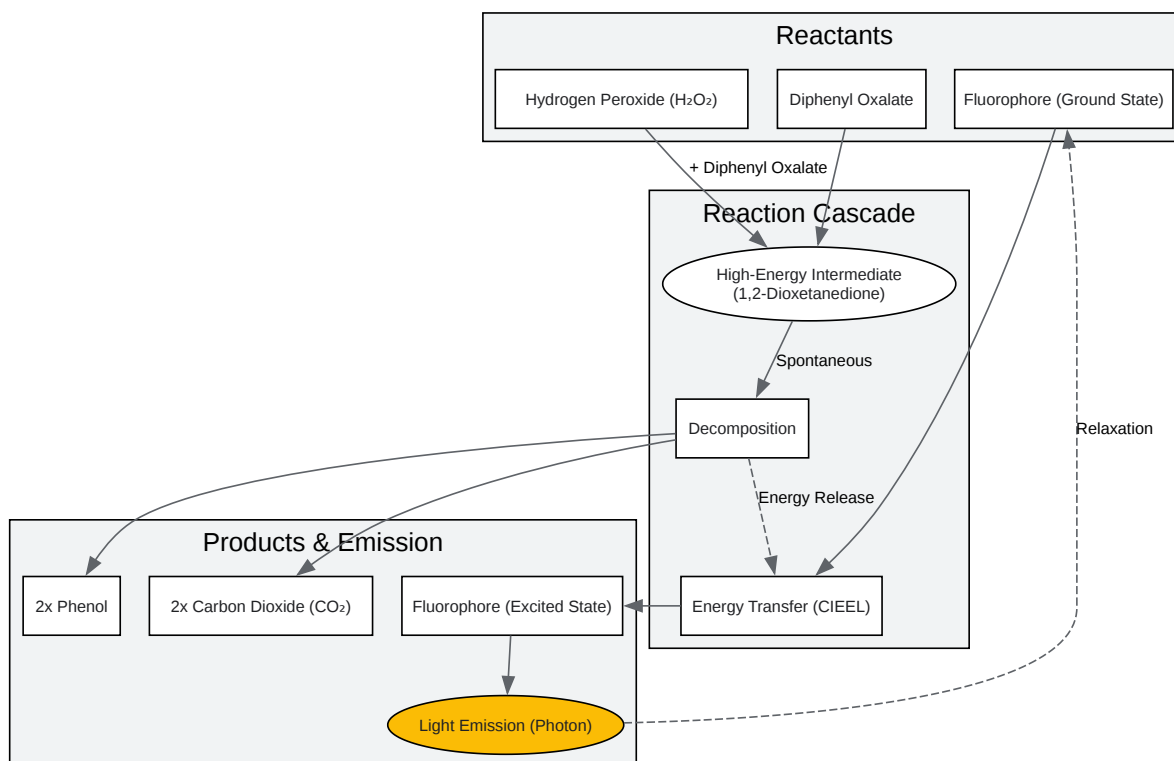 Reactants
Hydrogen Peroxide (H₂O₂)
Diphenyl Oxalate
Fluorophore (Ground State)
+ Diphenyl Oxalate
Reaction Cascade
High-Energy Intermediate
(1,2-Dioxetanedione)
Spontaneous
Decomposition
Relaxation
Energy Release
Products & Emission
2x Phenol
2x Carbon Dioxide (CO₂)
Fluorophore (Excited State)
Energy Transfer (CIEEL)
Light Emission (Photon)